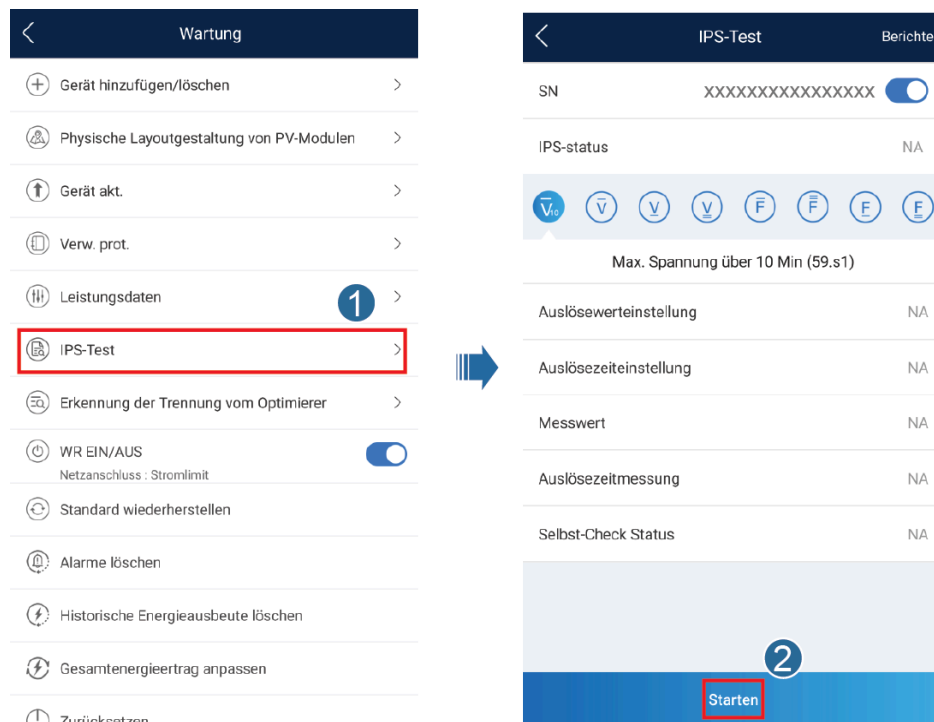 Wartung
Gerät hinzufügen/löschen
Physische Layoutgestaltung von PV-Modulen
Gerät akt.
Verw. prot.
Leistungsdaten
1
IPS-Test
Erkennung der Trennung vom Optimierer
WR EIN/AUS
Netzanschluss : Stromlimit
Standard wiederherstellen
Alarme löschen
Historische Energieausbeute löschen
Gesamtenergieertrag anpassen
Zurücksetzen
IPS-Test Berichte
SN XXXXXXXXXXXXXXXX
IPS-status NA
V10 V V V F F F F
Max. Spannung über 10 Min (59.s1)
Auslösewerteinstellung NA
Auslösezeiteinstellung NA
Messwert NA
Auslösezeitmessung NA
Selbst-Check Status NA
2
Starten